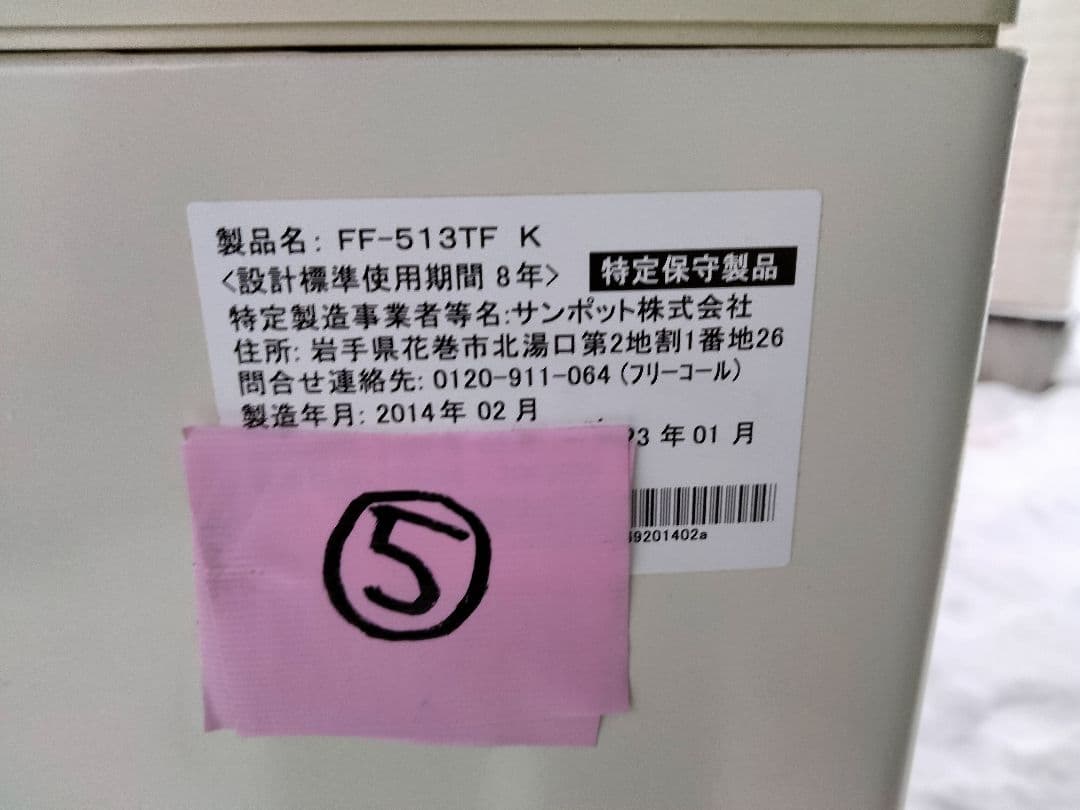 製品名: FF-513TF K
<設計標準使用期間 8年> 特定保守製品
特定製造事業者等名:サンポット株式会社
住所: 岩手県花巻市北湯口第2地割1番地26
問合せ連絡先: 0120-911-064 (フリーコール)
製造年月: 2014年 02月
年 01月
9201402a
⑤